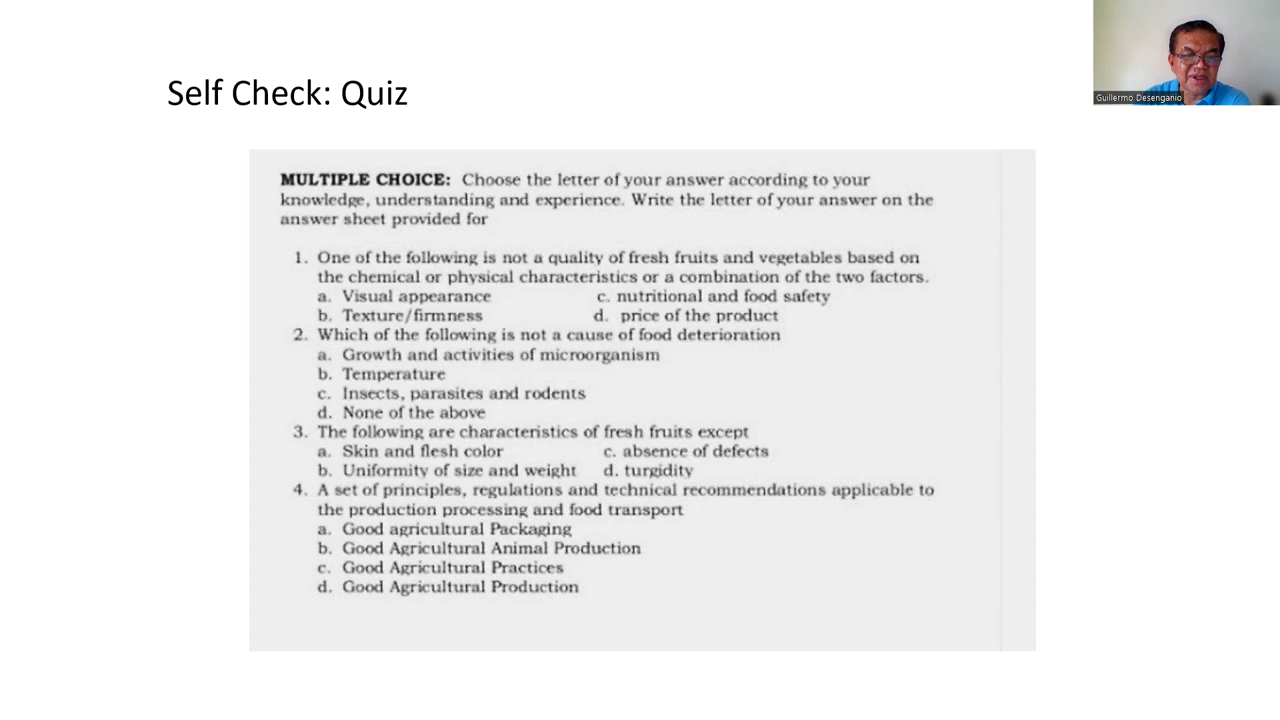 Self Check: Quiz
Guillermo Desenganio
MULTIPLE CHOICE: Choose the letter of your answer according to your
knowledge, understanding and experience. Write the letter of your answer on the
answer sheet provided for
1. One of the following is not a quality of fresh fruits and vegetables based on
the chemical or physical characteristics or a combination of the two factors.
a. Visual appearance c. nutritional and food safety
b. Texture/firmness d. price of the product
2. Which of the following is not a cause of food deterioration
a. Growth and activities of microorganism
b. Temperature
c. Insects, parasites and rodents
d. None of the above
3. The following are characteristics of fresh fruits except
a. Skin and flesh color c. absence of defects
b. Uniformity of size and weight d. turgidity
4. A set of principles, regulations and technical recommendations applicable to
the production processing and food transport
a. Good agricultural Packaging
b. Good Agricultural Animal Production
c. Good Agricultural Practices
d. Good Agricultural Production